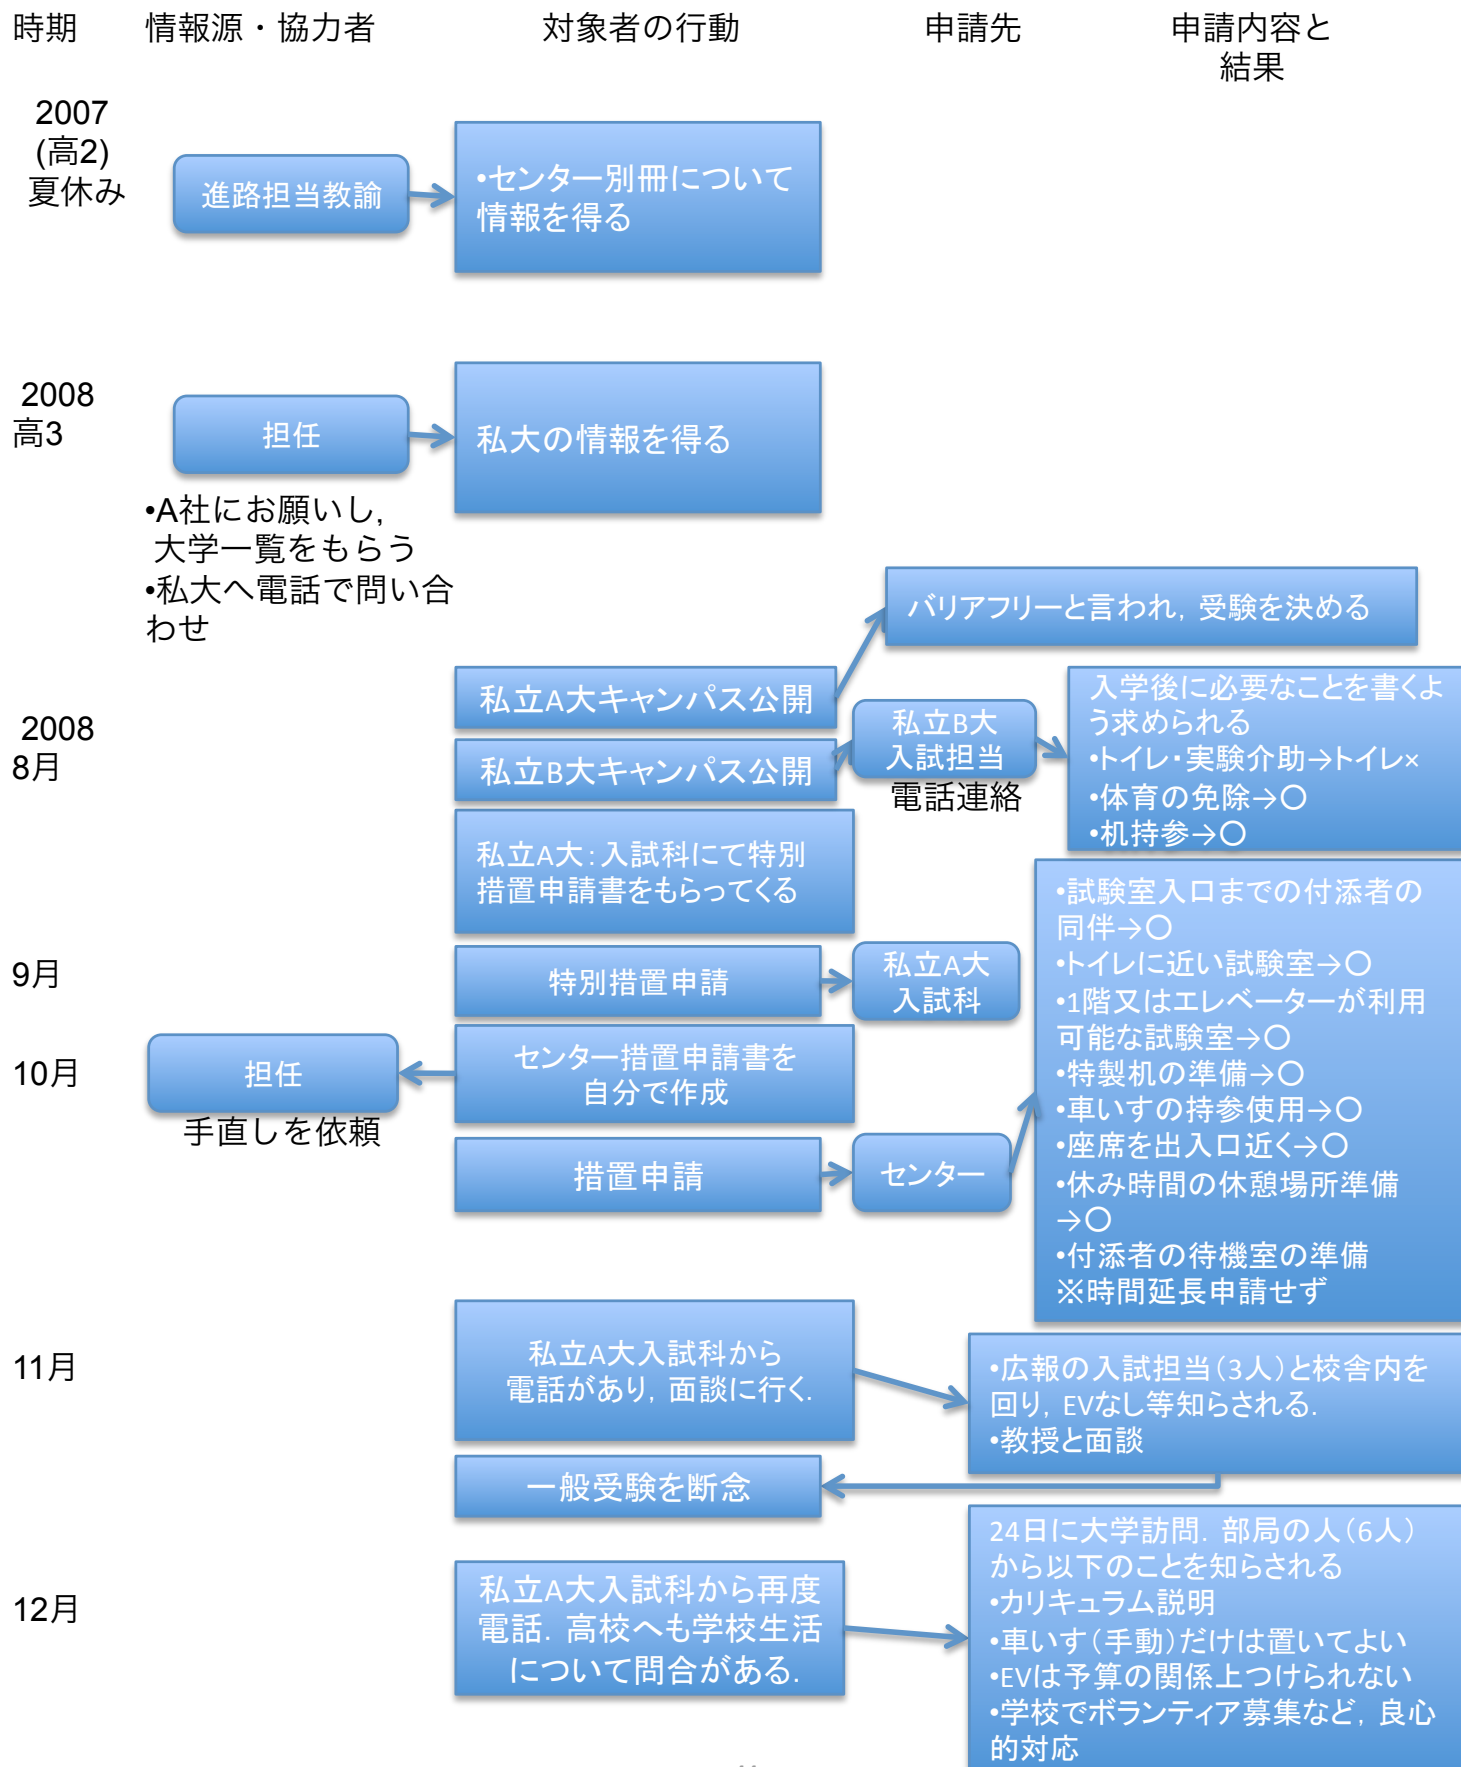 時期 情報源・協力者 対象者の行動 申請先 申請内容と
結果
2007
(高2)
夏休み
進路担当教諭
•センター別冊について
情報を得る
2008
高3
担任
私大の情報を得る
•A社にお願いし,
大学一覧をもらう
•私大へ電話で問い合
わせ
バリアフリーと言われ，受験を決める
2008
8月
私立A大キャンパス公開
私立B大キャンパス公開
私立B大
入試担当
電話連絡
入学後に必要なことを書くよ
う求められる
•トイレ・実験介助→トイレ×
•体育の免除→〇
•机持参→〇
私立A大：入試科にて特別
措置申請書をもらってくる
9月
特別措置申請
私立A大
入試科
10月
担任
手直しを依頼
センター措置申請書を
自分で作成
措置申請
センター
•試験室入口までの付添者の
同伴→〇
•トイレに近い試験室→〇
•1階又はエレベーターが利用
可能な試験室→〇
•特製机の準備→〇
•車いすの持参使用→〇
•座席を出入口近く→〇
•休み時間の休憩場所準備
→〇
•付添者の待機室の準備
※時間延長申請せず
11月
私立A大入試科から
電話があり，面談に行く．
•広報の入試担当（3人）と校舎内を
回り，EVなし等知らされる．
•教授と面談
一般受験を断念
12月
私立A大入試科から再度
電話．高校へも学校生活
について問合がある．
24日に大学訪問．部局の人（6人）
から以下のことを知らされる
•カリキュラム説明
•車いす（手動）だけは置いてよい
•EVは予算の関係上つけられない
•学校でボランティア募集など，良心
的対応